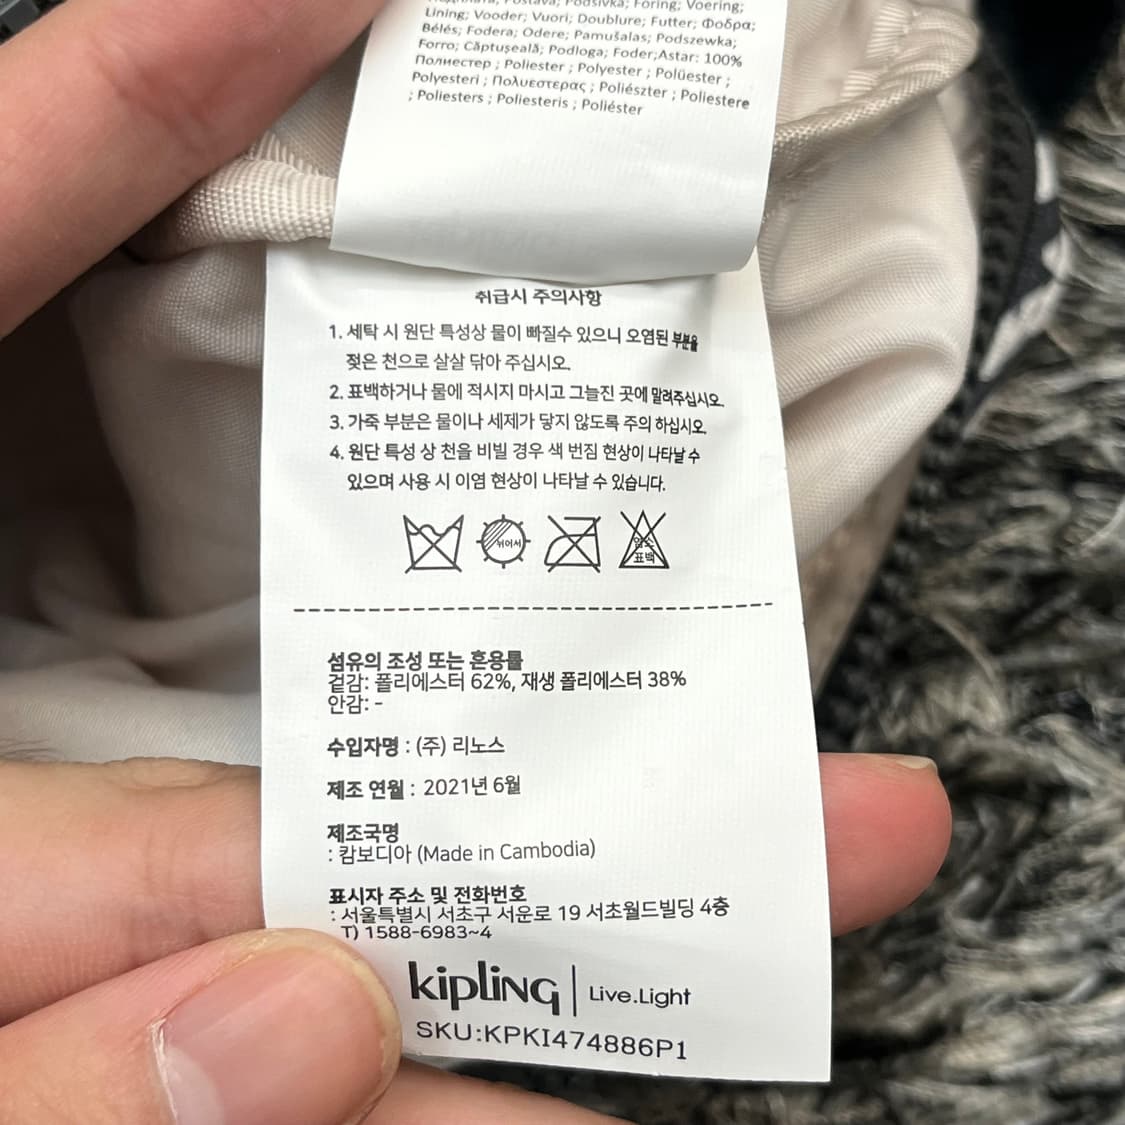 Foring; Voering;
Lining; Vooder; Vuori; Doublure; Futter; Фодра;
Bélés; Fodera; Odere; Pamušalas; Podszewka;
Forro; Căptușeală; Podloga; Foder;Astar: 100%
Полиестер ; Poliester ; Polyester ; Polüester ;
Polyesteri ; Πολυεστερας ; Poliészter ; Poliestere
; Poliesters ; Poliesteris ; Poliéster
취급시 주의사항
1. 세탁 시 원단 특성상 물이 빠질수 있으니 오염된 부분을
젖은 천으로 살살 닦아 주십시오.
2. 표백하거나 물에 적시지 마시고 그늘진 곳에 말려주십시오.
3. 가죽 부분은 물이나 세제가 닿지 않도록 주의 하십시오.
4. 원단 특성 상 천을 비빌 경우 색 번짐 현상이 나타날 수
있으며 사용 시 이염 현상이 나타날 수 있습니다.
뉘어서 염소
표백
섬유의 조성 또는 혼용률
겉감: 폴리에스터 62%, 재생 폴리에스터 38%
안감: -
수입자명 : (주) 리노스
제조 연월 : 2021년 6월
제조국명
: 캄보디아 (Made in Cambodia)
표시자 주소 및 전화번호
: 서울특별시 서초구 서운로 19 서초월드빌딩 4층
T) 1588-6983~4
kipling | Live.Light
SKU:KPKI474886P1